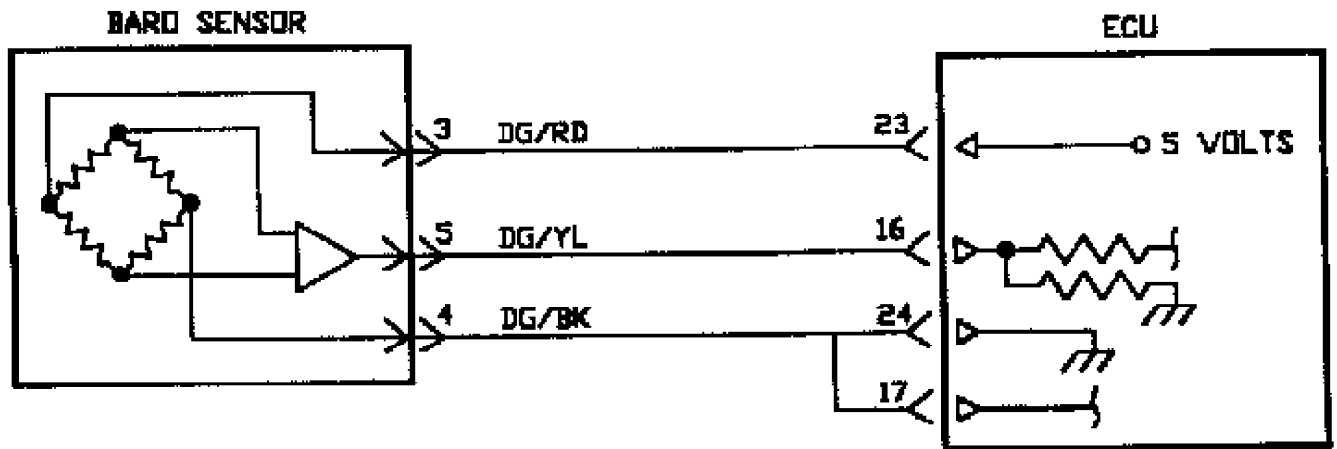 BARO SENSOR
ECU
3 DG/RD 23
5 VOLTS
5 DG/YL 16
4 DG/BK 24
17